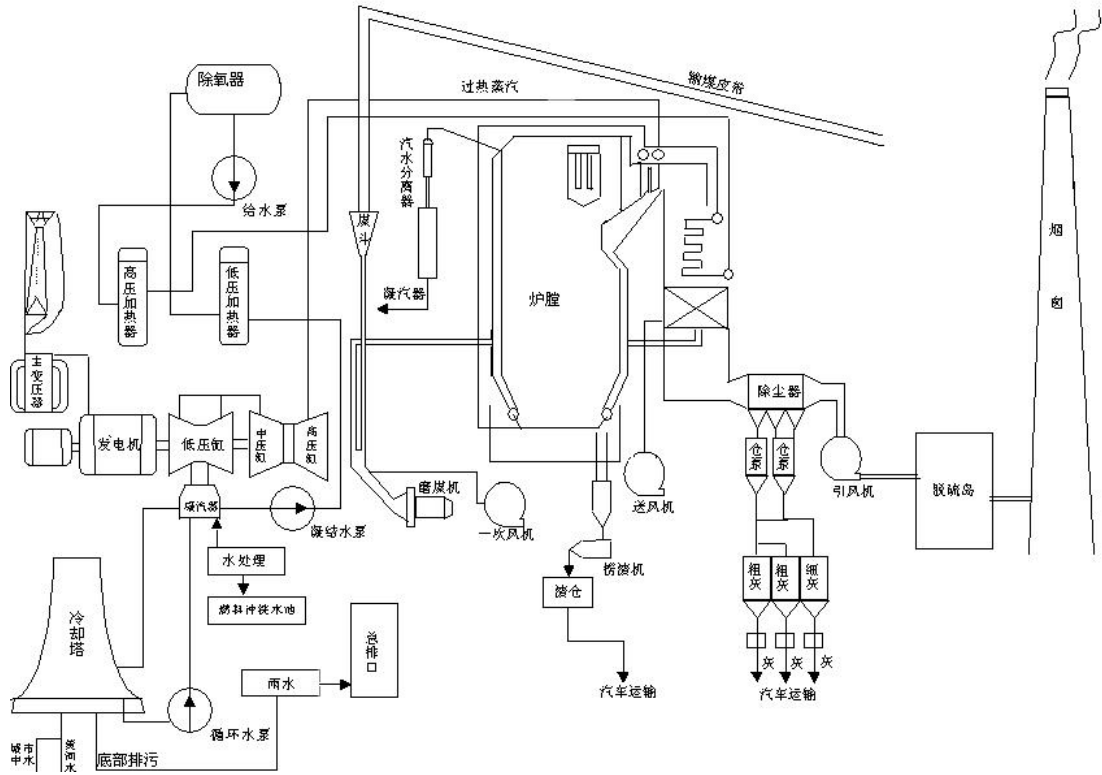 除氧器
过热蒸汽
输煤皮带
汽水分离器
给水泵
煤斗
烟囱
高压加热器
低压加热器
凝汽器
炉膛
主变压器
除尘器
发电机
低压缸
中压缸
高压缸
仓泵
仓泵
磨煤机
引风机
脱硫岛
凝汽器
凝结水泵
一次风机
送风机
水处理
捞渣机
粗灰
粗灰
细灰
渣仓
燃料冲洗水池
冷却塔
总排口
灰
灰
灰
雨水
汽车运输
汽车运输
循环水泵
城市中水
底部排污